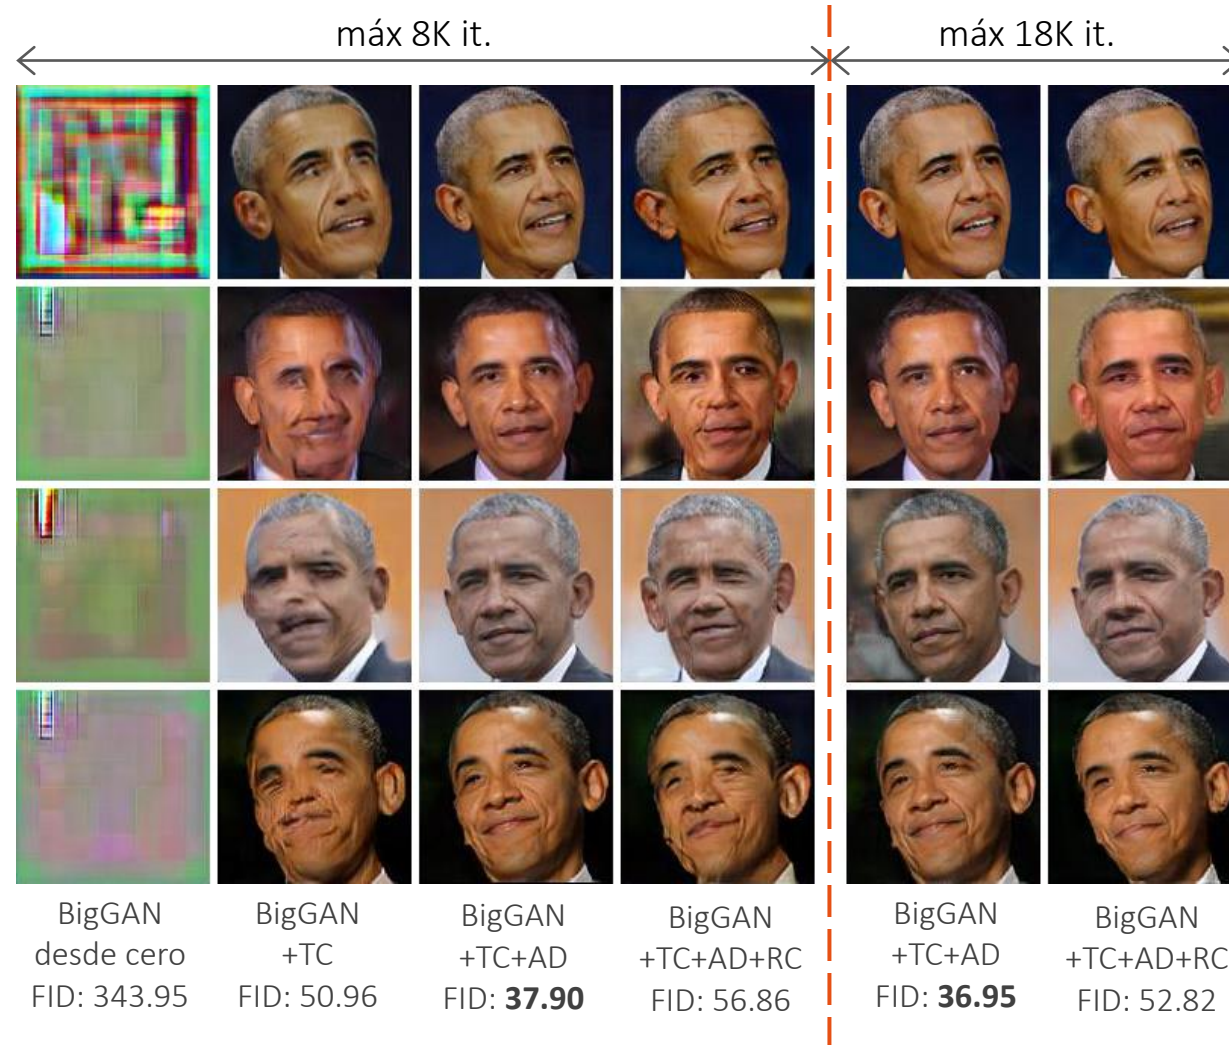 máx 8K it.
máx 18K it.
BigGAN
desde cero
FID: 343.95
BigGAN
+TC
FID: 50.96
BigGAN
+TC+AD
FID: 37.90
BigGAN
+TC+AD+RC
FID: 56.86
BigGAN
+TC+AD
FID: 36.95
BigGAN
+TC+AD+RC
FID: 52.82